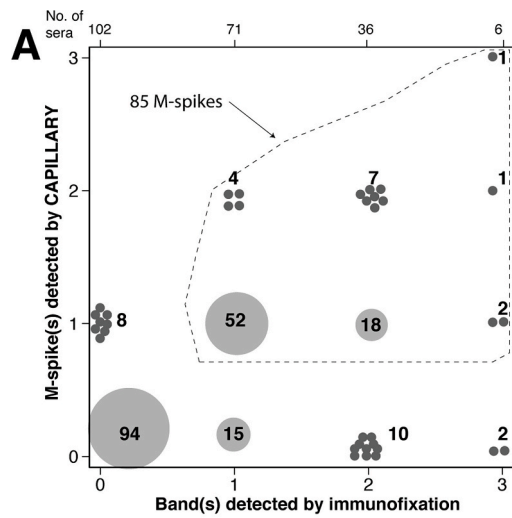 No. of
sera
102 71 36 6
A
3
1
85 M-spikes
4
7
1
2
M-spike(s) detected by CAPILLARY
52
18
2
8
1
94
15
10
2
0
0 1 2 3
Band(s) detected by immunofixation